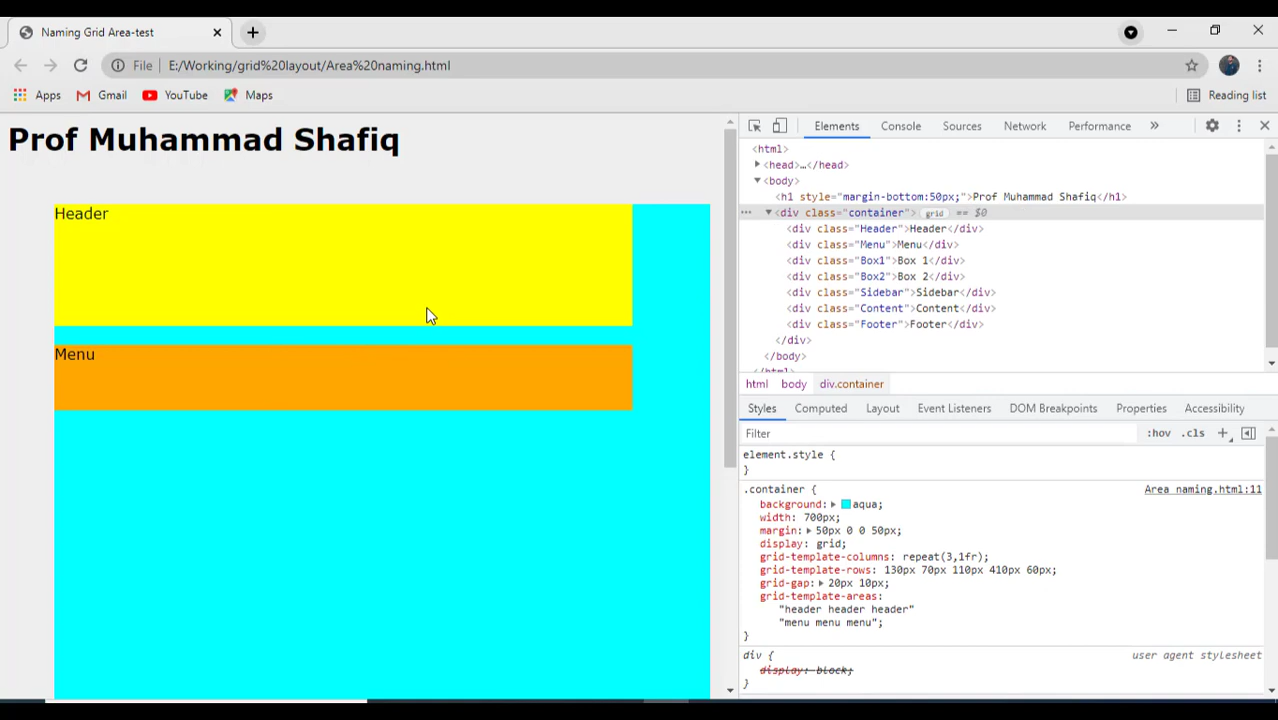 Naming Grid Area-test
File E:/Working/grid%20layout/Area%20naming.html
Apps Gmail YouTube Maps Reading list
Prof Muhammad Shafiq
Header
Menu
Elements Console Sources Network Performance »
<html>
<head>…</head>
<body>
<h1 style="margin-bottom:50px;">Prof Muhammad Shafiq</h1>
<div class="container"> grid == $0
<div class="Header">Header</div>
<div class="Menu">Menu</div>
<div class="Box1">Box 1</div>
<div class="Box2">Box 2</div>
<div class="Sidebar">Sidebar</div>
<div class="Content">Content</div>
<div class="Footer">Footer</div>
</div>
</body>
</html>
html body div.container
Styles Computed Layout Event Listeners DOM Breakpoints Properties Accessibility
Filter :hov .cls +
element.style {
}
.container { Area naming.html:11
background: aqua;
width: 700px;
margin: 50px 0 0 50px;
display: grid;
grid-template-columns: repeat(3,1fr);
grid-template-rows: 130px 70px 110px 410px 60px;
grid-gap: 20px 10px;
grid-template-areas:
"header header header"
"menu menu menu";
}
div { user agent stylesheet
display: block;
}